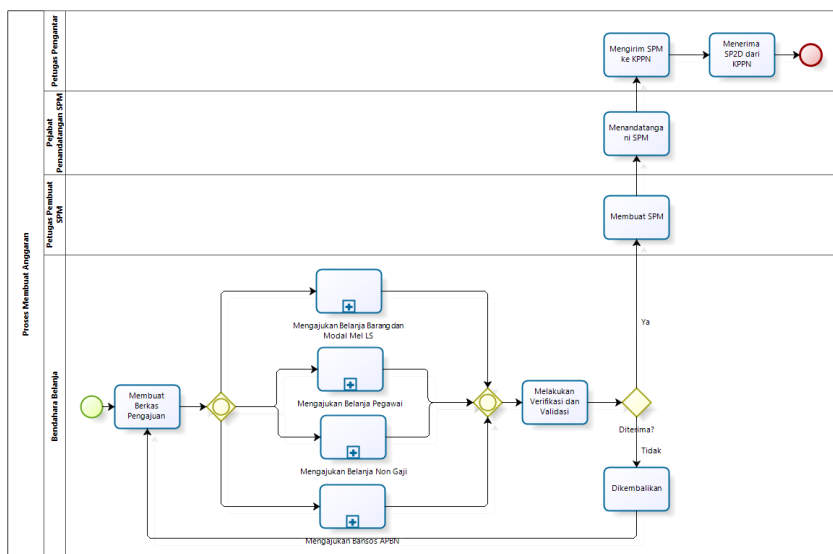 Proses Membuat Anggaran
Petugas Pengantar
Mengirim SPM
ke KPPN
Menerima
SP2D dari
KPPN
Pejabat
Penandatangan SPM
Menandatanga
ni SPM
Petugas Pembuat
SPM
Membuat SPM
Bendahara Belanja
Membuat
Berkas
Pengajuan
Mengajukan Belanja Barang dan
Modal Mel LS
Mengajukan Belanja Pegawai
Mengajukan Belanja Non Gaji
Mengajukan Bansos APBN
Melakukan
Verifikasi dan
Validasi
Diterima?
Ya
Tidak
Dikembalikan